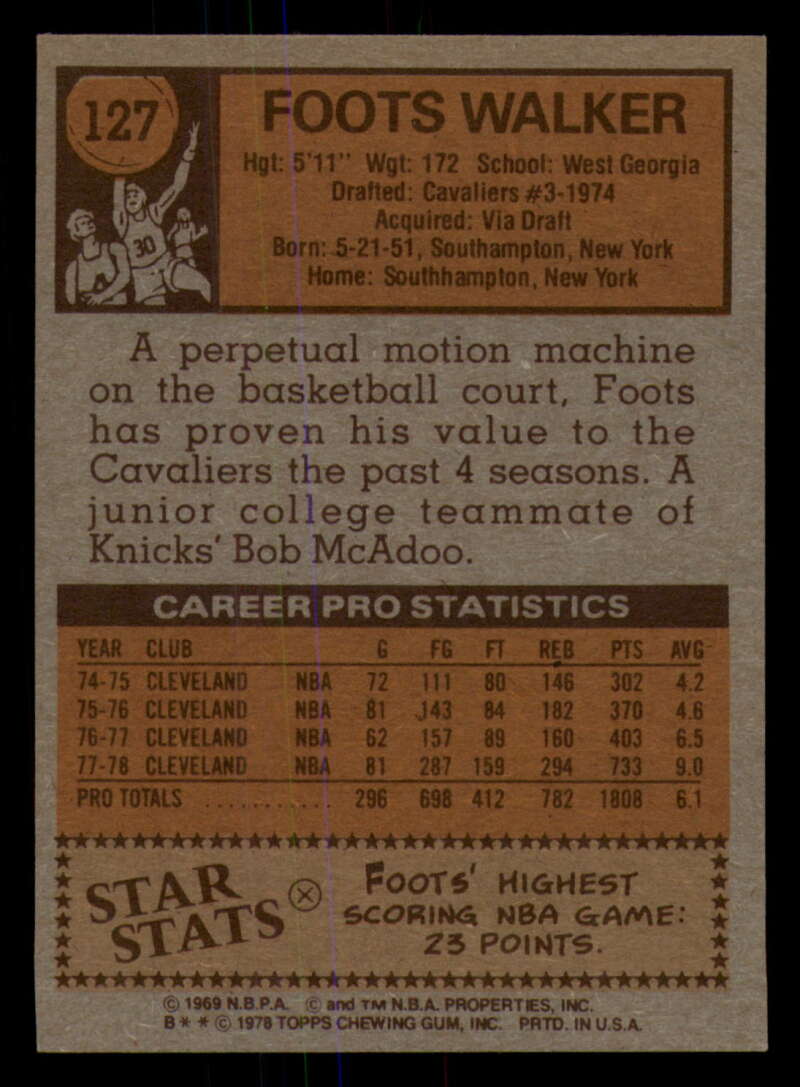 127
FOOTS WALKER
Hgt: 5'11" Wgt: 172 School: West Georgia
Drafted: Cavaliers #3-1974
Acquired: Via Draft
Born: 5-21-51, Southampton, New York
Home: Southhampton, New York
30
A perpetual motion machine
on the basketball court, Foots
has proven his value to the
Cavaliers the past 4 seasons. A
junior college teammate of
Knicks' Bob McAdoo.
CAREER PRO STATISTICS
YEAR CLUB G FG FT REB PTS AVG
74-75 CLEVELAND NBA 72 111 80 146 302 4.2
75-76 CLEVELAND NBA 81 143 84 182 370 4.6
76-77 CLEVELAND NBA 62 157 89 160 403 6.5
77-78 CLEVELAND NBA 81 287 159 294 733 9.0
PRO TOTALS ............ 296 698 412 782 1808 6.1
STAR
STATS
FOOTS' HIGHEST
SCORING NBA GAME:
23 POINTS.
© 1969 N.B.P.A. © and TM N.B.A. PROPERTIES, INC.
B * * © 1978 TOPPS CHEWING GUM, INC. PRTD. IN U.S.A.